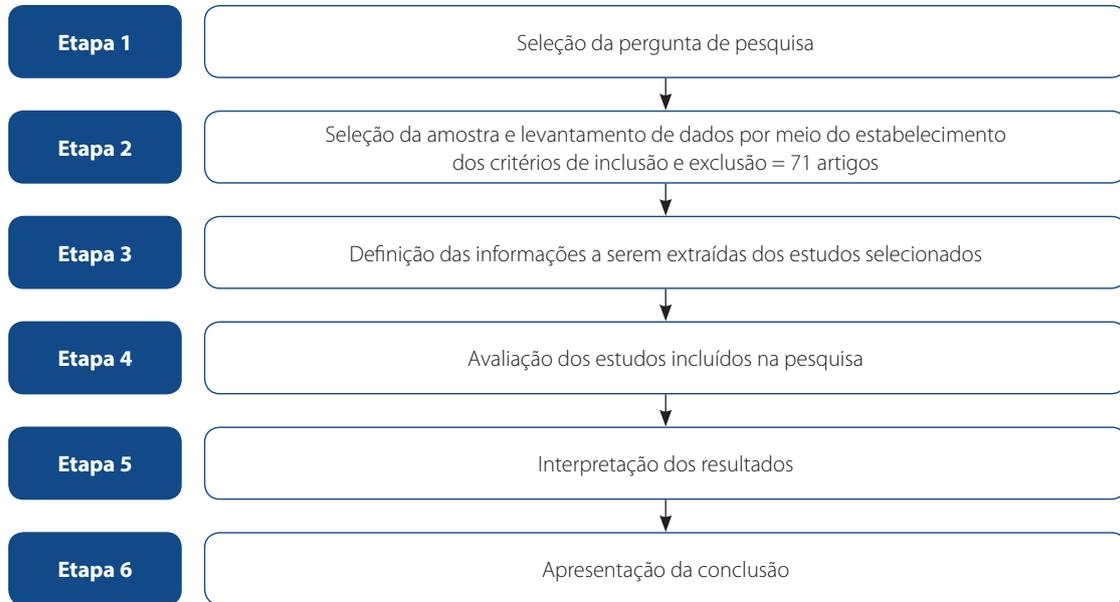 Etapa 1
Seleção da pergunta de pesquisa
Etapa 2
Seleção da amostra e levantamento de dados por meio do estabelecimento
dos critérios de inclusão e exclusão = 71 artigos
Etapa 3
Definição das informações a serem extraídas dos estudos selecionados
Etapa 4
Avaliação dos estudos incluídos na pesquisa
Etapa 5
Interpretação dos resultados
Etapa 6
Apresentação da conclusão